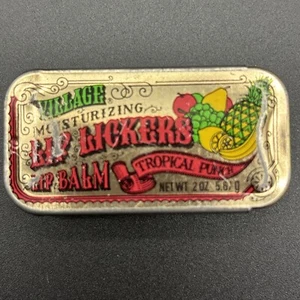 VILLAGE
MOISTURIZING
LIP LICKERS
LIP BALM
TROPICAL PUNCH
NET WT .2 OZ. 5.67 G